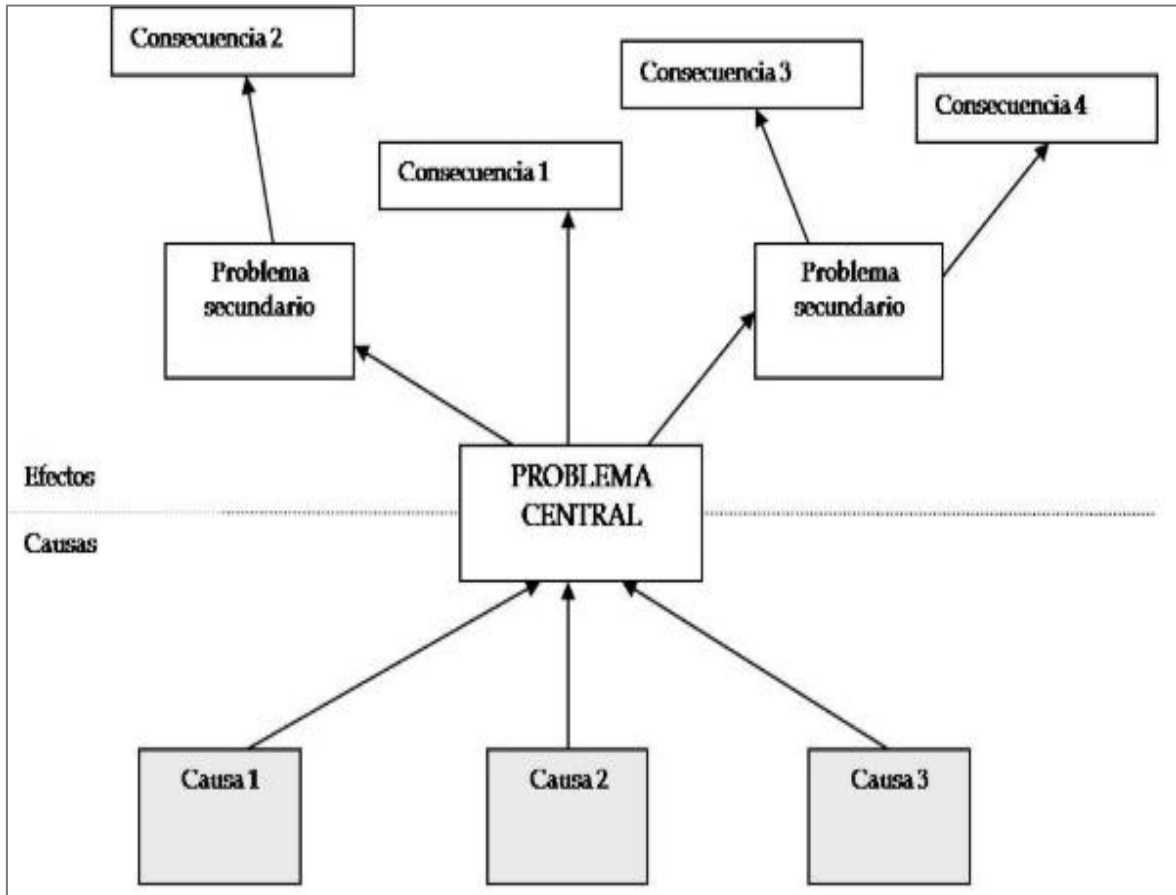 Consecuencia 2
Consecuencia 3
Consecuencia 4
Consecuencia 1
Problema
secundario
Problema
secundario
PROBLEMA
CENTRAL
Efectos
Causas
Causa 1
Causa 2
Causa 3